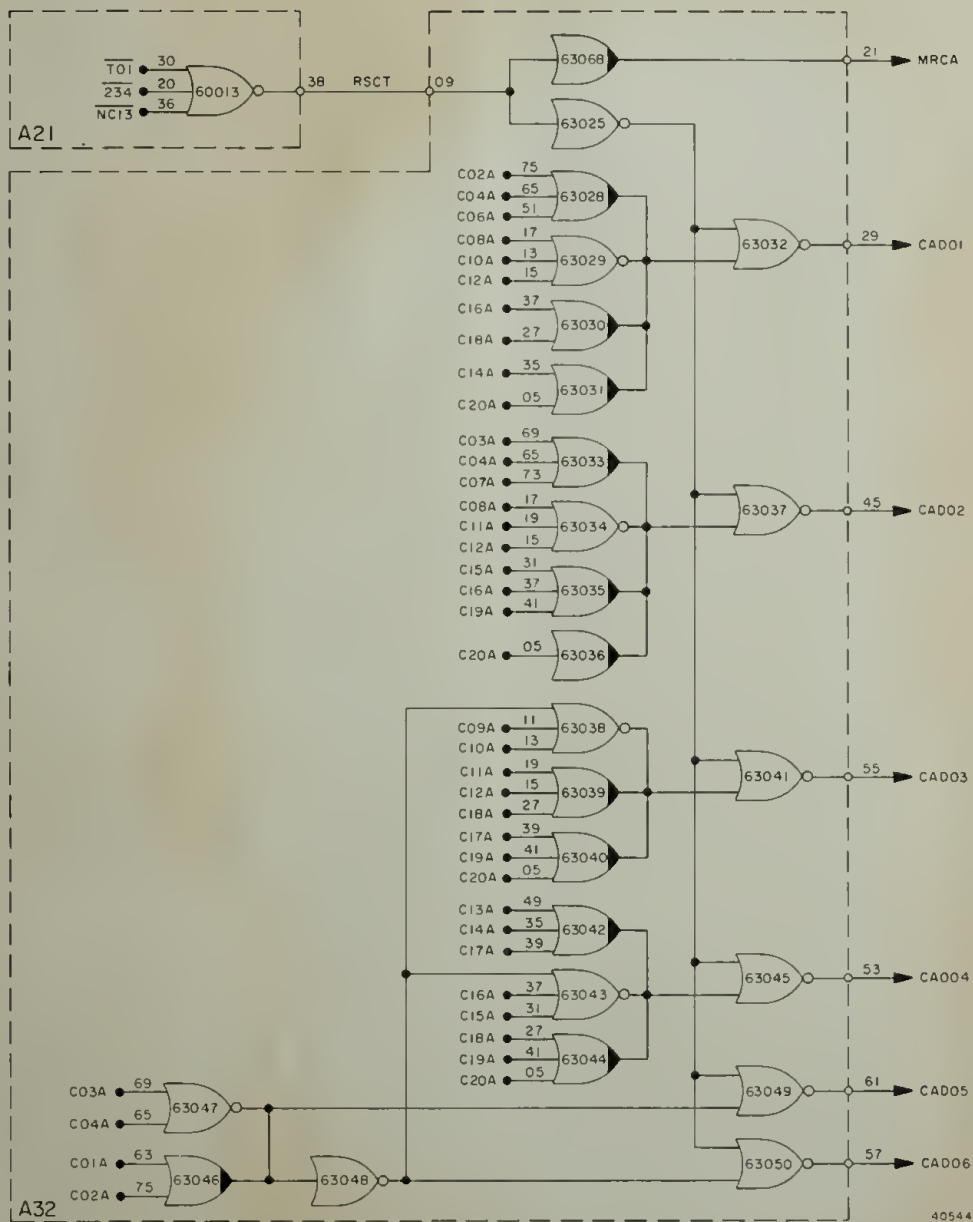 T01 30
234 20 60013
NC13 36
A21
38 RSCT 09
63068 21 MRCA
63025
C02A 75
C04A 65 63028
C06A 51
63032 29 CAD01
C08A 17
C10A 13 63029
C12A 15
C16A 37
63030
C18A 27
C14A 35
63031
C20A 05
C03A 69
C04A 65 63033
C07A 73
63037 45 CAD02
C08A 17
C11A 19 63034
C12A 15
C15A 31
C16A 37 63035
C19A 41
C20A 05 63036
C09A 11 63038
C10A 13
C11A 19
C12A 15 63039
C18A 27
63041 55 CAD03
C17A 39
C19A 41 63040
C20A 05
C13A 49
C14A 35 63042
C17A 39
C16A 37 63043
C15A 31
63045 53 CAD04
C18A 27
C19A 41 63044
C20A 05
C03A 69
63047
C04A 65
63049 61 CAD05
C01A 63
63046 63048
C02A 75
63050 57 CAD06
A32
40544